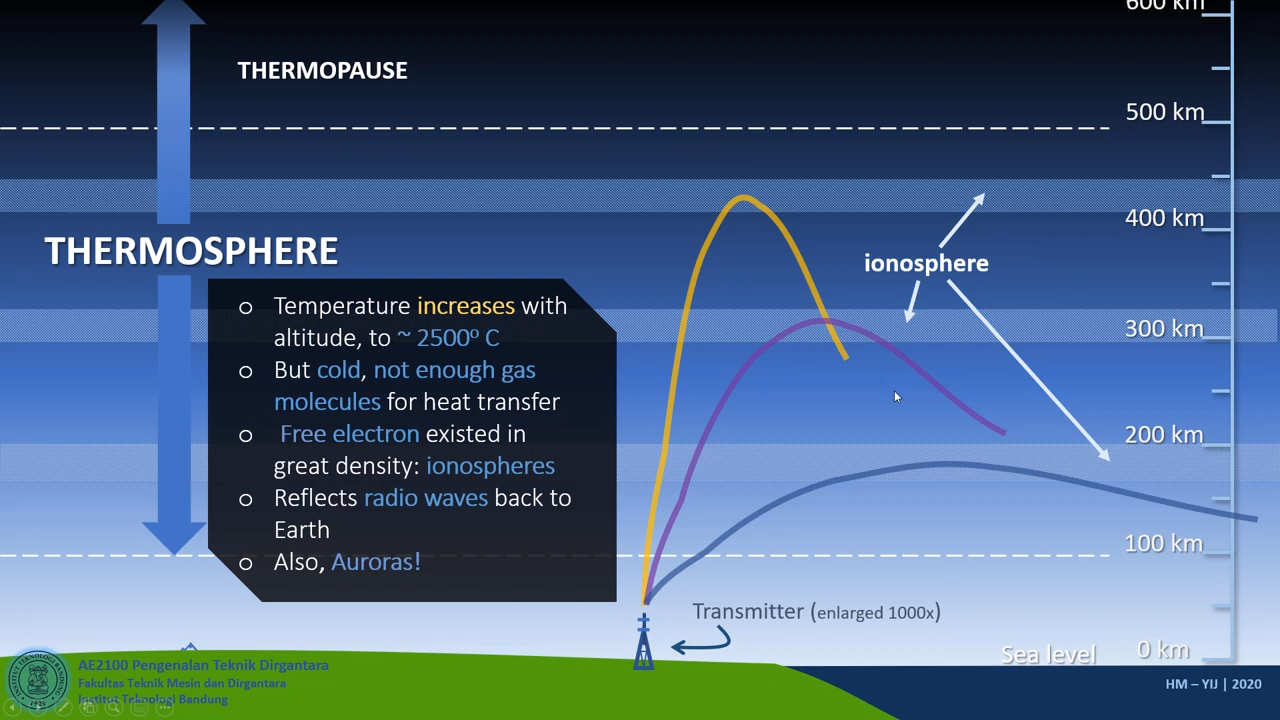 600 km
THERMOPAUSE
500 km
400 km
THERMOSPHERE
ionosphere
o Temperature increases with
altitude, to ~ 2500º C
o But cold, not enough gas
molecules for heat transfer
o Free electron existed in
great density: ionospheres
o Reflects radio waves back to
Earth
o Also, Auroras!
300 km
200 km
100 km
Transmitter (enlarged 1000x)
Sea level
0 km
AE2100 Pengenalan Teknik Dirgantara
Fakultas Teknik Mesin dan Dirgantara
Institut Teknologi Bandung
HM – YIJ | 2020